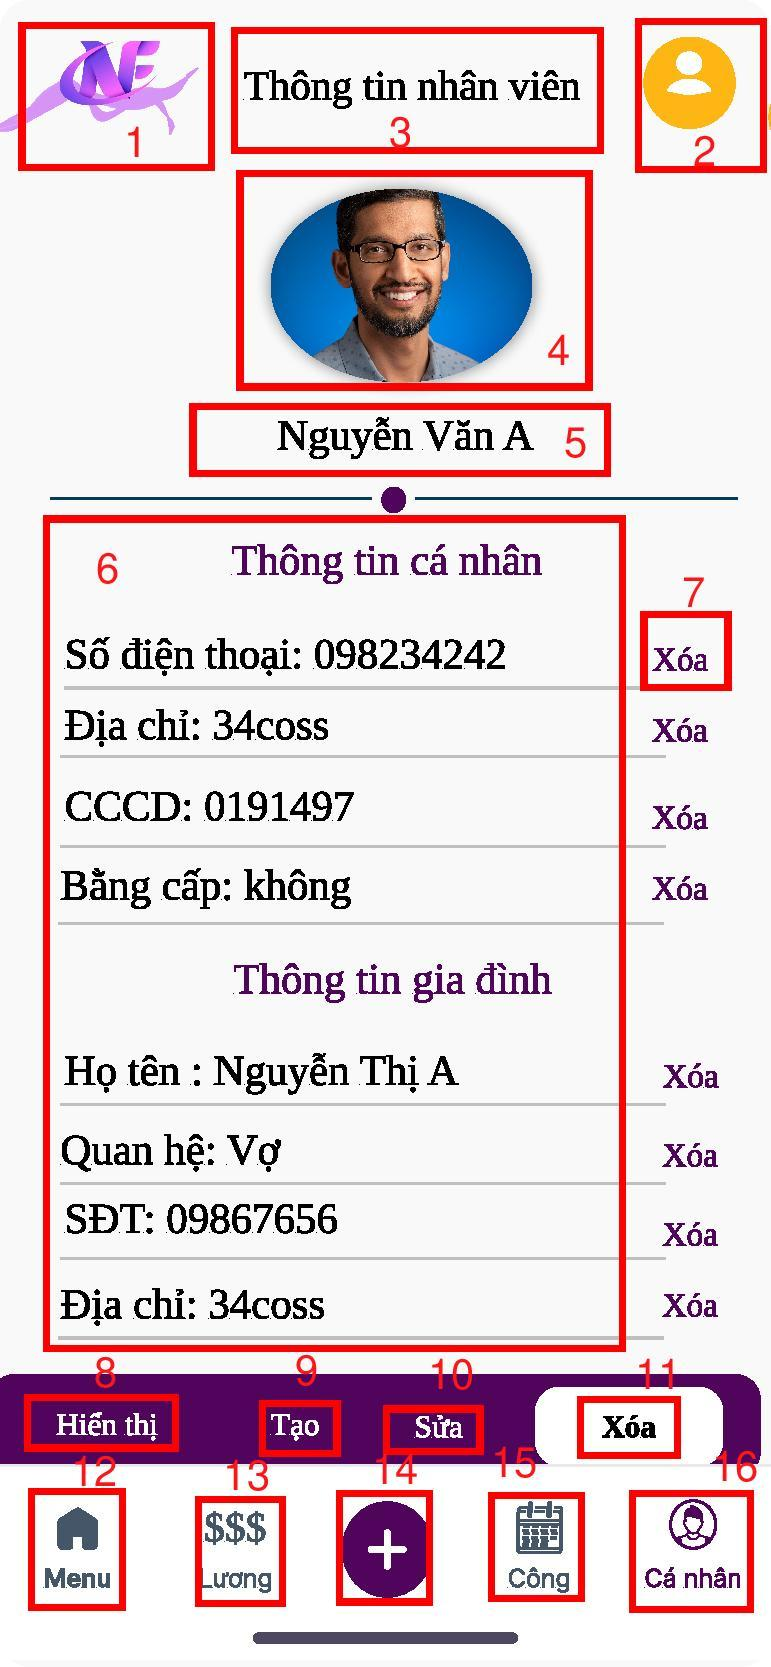 NF
1
Thông tin nhân viên
3
2
4
Nguyễn Văn A 5
6 Thông tin cá nhân
7
Số điện thoại: 098234242 Xóa
Địa chỉ: 34coss Xóa
CCCD: 0191497 Xóa
Bằng cấp: không Xóa
Thông tin gia đình
Họ tên : Nguyễn Thị A Xóa
Quan hệ: Vợ Xóa
SĐT: 09867656 Xóa
Địa chỉ: 34coss Xóa
8 9 10 11
Hiển thị Tạo Sửa Xóa
12 13 14 15 16
$$$
Menu Lương Công Cá nhân